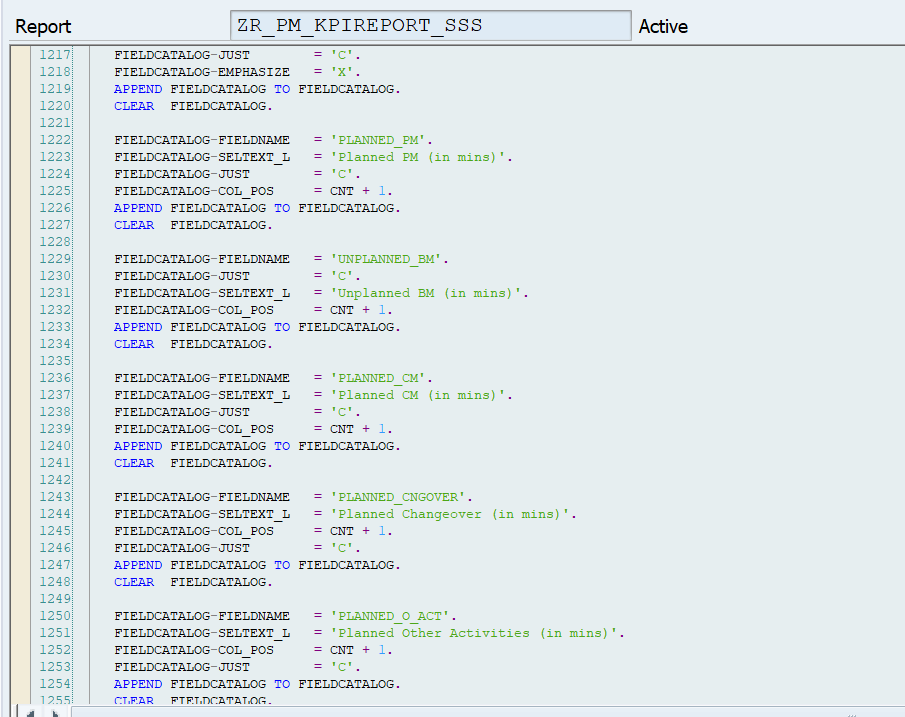 Report ZR_PM_KPIREPORT_SSS Active
1217 FIELDCATALOG-JUST = 'C'.
1218 FIELDCATALOG-EMPHASIZE = 'X'.
1219 APPEND FIELDCATALOG TO FIELDCATALOG.
1220 CLEAR FIELDCATALOG.
1221
1222 FIELDCATALOG-FIELDNAME = 'PLANNED_PM'.
1223 FIELDCATALOG-SELTEXT_L = 'Planned PM (in mins)'.
1224 FIELDCATALOG-JUST = 'C'.
1225 FIELDCATALOG-COL_POS = CNT + 1.
1226 APPEND FIELDCATALOG TO FIELDCATALOG.
1227 CLEAR FIELDCATALOG.
1228
1229 FIELDCATALOG-FIELDNAME = 'UNPLANNED_BM'.
1230 FIELDCATALOG-JUST = 'C'.
1231 FIELDCATALOG-SELTEXT_L = 'Unplanned BM (in mins)'.
1232 FIELDCATALOG-COL_POS = CNT + 1.
1233 APPEND FIELDCATALOG TO FIELDCATALOG.
1234 CLEAR FIELDCATALOG.
1235
1236 FIELDCATALOG-FIELDNAME = 'PLANNED_CM'.
1237 FIELDCATALOG-SELTEXT_L = 'Planned CM (in mins)'.
1238 FIELDCATALOG-JUST = 'C'.
1239 FIELDCATALOG-COL_POS = CNT + 1.
1240 APPEND FIELDCATALOG TO FIELDCATALOG.
1241 CLEAR FIELDCATALOG.
1242
1243 FIELDCATALOG-FIELDNAME = 'PLANNED_CNGOVER'.
1244 FIELDCATALOG-SELTEXT_L = 'Planned Changeover (in mins)'.
1245 FIELDCATALOG-COL_POS = CNT + 1.
1246 FIELDCATALOG-JUST = 'C'.
1247 APPEND FIELDCATALOG TO FIELDCATALOG.
1248 CLEAR FIELDCATALOG.
1249
1250 FIELDCATALOG-FIELDNAME = 'PLANNED_O_ACT'.
1251 FIELDCATALOG-SELTEXT_L = 'Planned Other Activities (in mins)'.
1252 FIELDCATALOG-COL_POS = CNT + 1.
1253 FIELDCATALOG-JUST = 'C'.
1254 APPEND FIELDCATALOG TO FIELDCATALOG.
1255 CLEAR FIELDCATALOG.